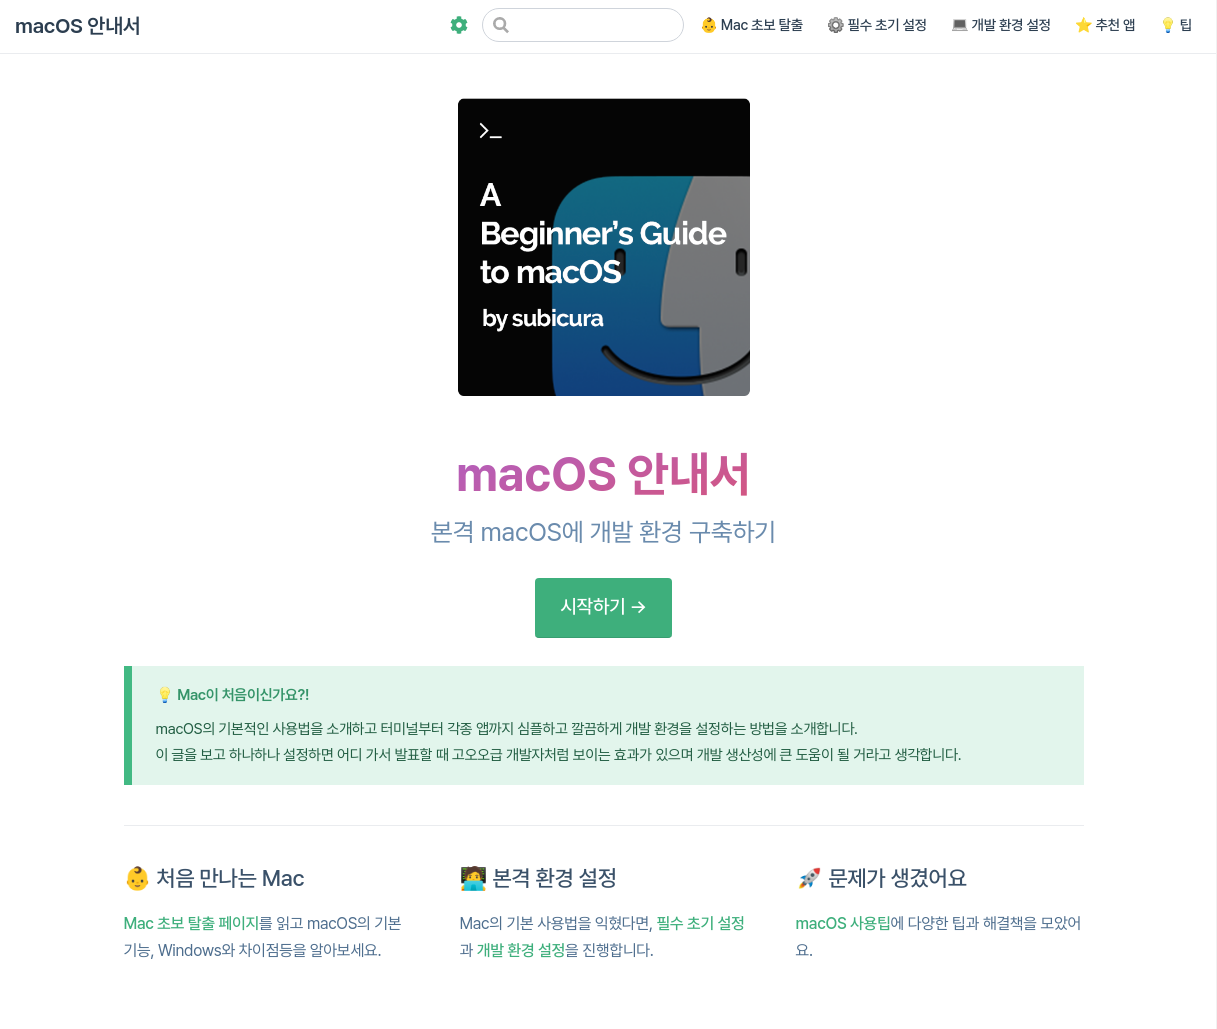 macOS 안내서
👶 Mac 초보 탈출
⚙️ 필수 초기 설정
💻 개발 환경 설정
⭐ 추천 앱
💡 팁
>_
A
Beginner’s Guide
to macOS
by subicura
macOS 안내서
본격 macOS에 개발 환경 구축하기
시작하기 →
💡 Mac이 처음이신가요?!
macOS의 기본적인 사용법을 소개하고 터미널부터 각종 앱까지 심플하고 깔끔하게 개발 환경을 설정하는 방법을 소개합니다.
이 글을 보고 하나하나 설정하면 어디 가서 발표할 때 고오오급 개발자처럼 보이는 효과가 있으며 개발 생산성에 큰 도움이 될 거라고 생각합니다.
👶 처음 만나는 Mac
Mac 초보 탈출 페이지를 읽고 macOS의 기본
기능, Windows와 차이점등을 알아보세요.
🧑‍💻 본격 환경 설정
Mac의 기본 사용법을 익혔다면, 필수 초기 설정
과 개발 환경 설정을 진행합니다.
🚀 문제가 생겼어요
macOS 사용팁에 다양한 팁과 해결책을 모았어
요.